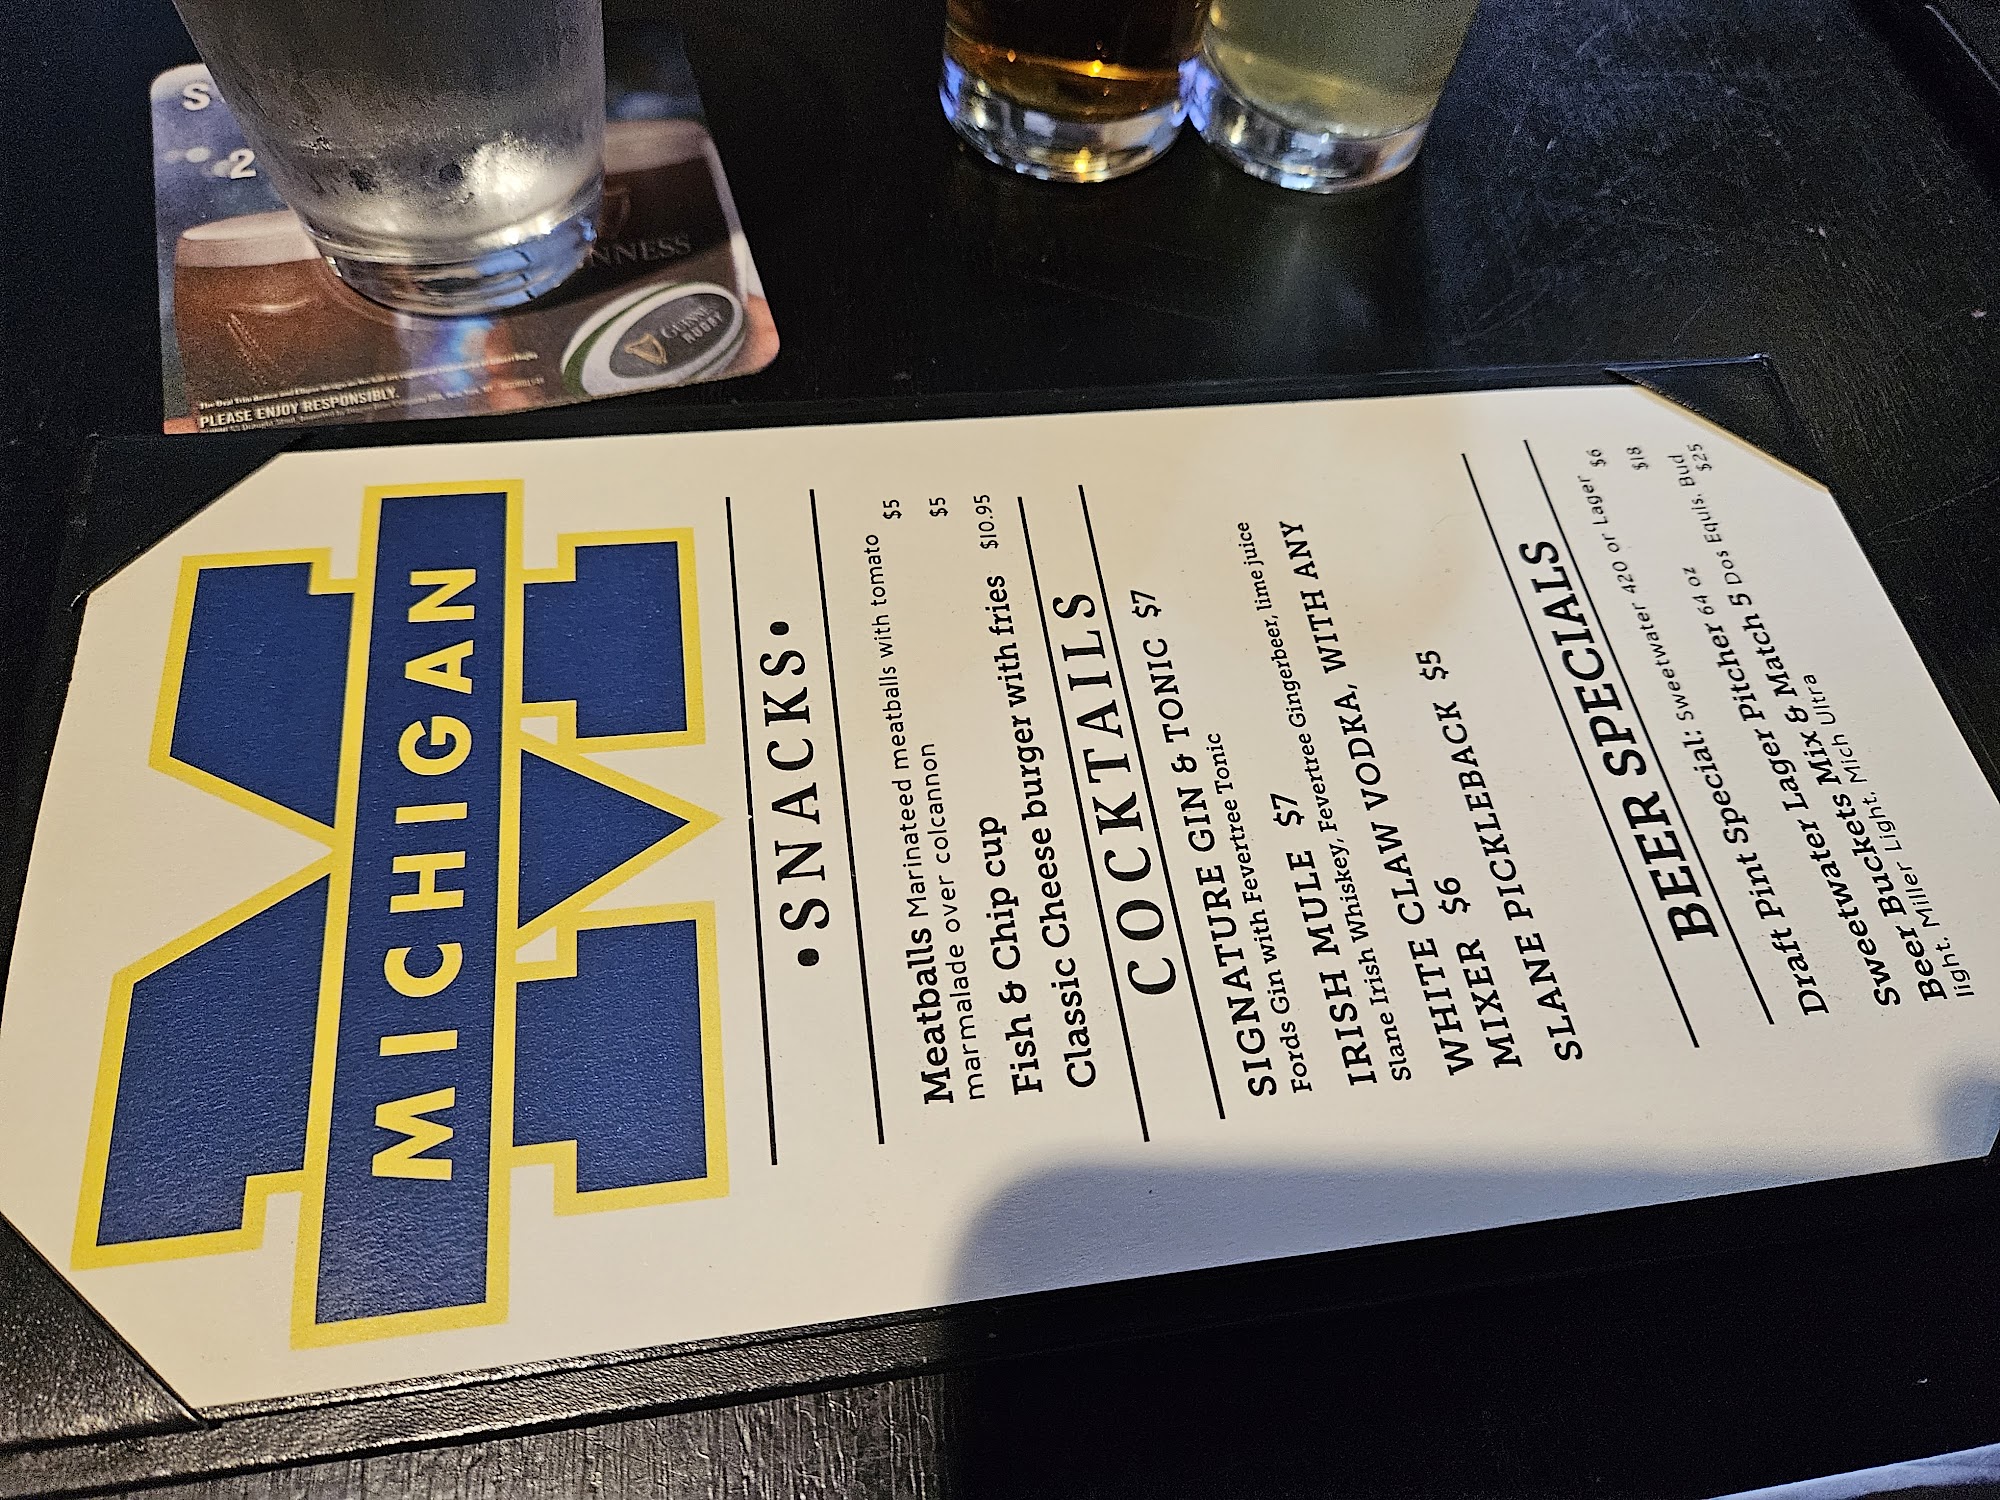 MICHIGAN
•SNACKS•
Meatballs Marinateed meatballs with tomato $5
marmalade over colcannon
Fish & Chip cup $5
Classic Cheese burger with fries $10.95
COCKTAILS
SIGNATURE GIN & TONIC $7
Fords Gin with Fevertree Tonic
IRISH MULE $7
Slane Irish Whiskey, Fevertree Gingerbeer, lime juice
WHITE CLAW VODKA, WITH ANY
MIXER $6
SLANE PICKLEBACK $5
BEER SPECIALS
Draft Pint Special: Sweetwater 420 or Lager $6
Sweetwater Lager Pitcher 64 oz $18
Beer Buckets Mix & Match 5 Dos Equis, Bud $25
light, Miller Light, Mich Ultra
S
2
NNESS
GUINN
RUGBY
PLEASE ENJOY RESPONSIBLY.